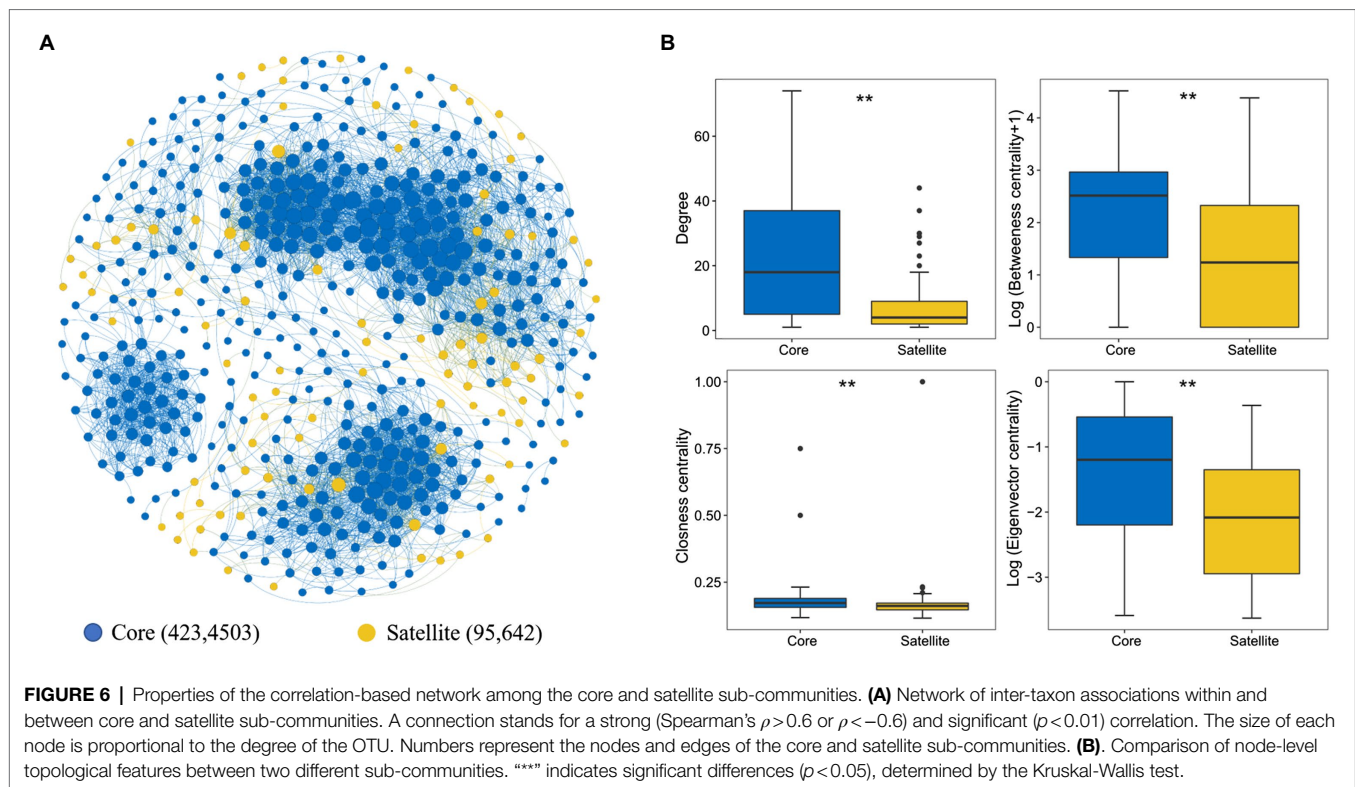 A
B
Core (423,4503)
Satellite (95,642)
**
Degree
60
40
20
0
Core
Satellite
**
Log (Betweeness centrality+1)
4
3
2
1
0
Core
Satellite
**
Closness centrality
1.00
0.75
0.50
0.25
Core
Satellite
**
Log (Eigenvector centrality)
0
−1
−2
−3
Core
Satellite
FIGURE 6 | Properties of the correlation-based network among the core and satellite sub-communities. (A) Network of inter-taxon associations within and
between core and satellite sub-communities. A connection stands for a strong (Spearman's ρ>0.6 or ρ<−0.6) and significant (p<0.01) correlation. The size of each
node is proportional to the degree of the OTU. Numbers represent the nodes and edges of the core and satellite sub-communities. (B). Comparison of node-level
topological features between two different sub-communities. “**” indicates significant differences (p<0.05), determined by the Kruskal-Wallis test.